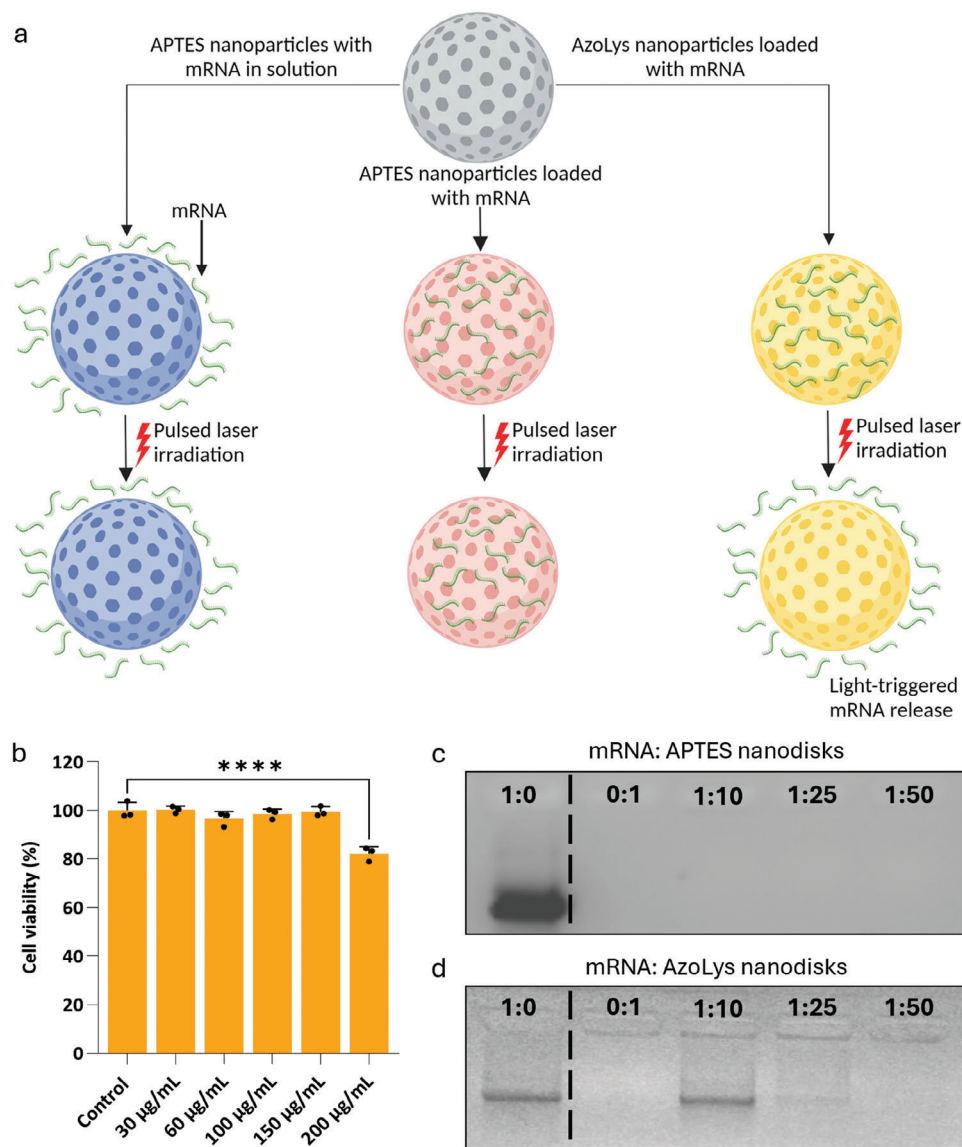 a
APTES nanoparticles with
mRNA in solution
AzoLys nanoparticles loaded
with mRNA
APTES nanoparticles loaded
with mRNA
mRNA
Pulsed laser
irradiation
Pulsed laser
irradiation
Pulsed laser
irradiation
Light-triggered
mRNA release
b
Cell viability (%)
120
100
80
60
40
20
0
****
Control
30 µg/mL
60 µg/mL
100 µg/mL
150 µg/mL
200 µg/mL
c
mRNA: APTES nanodisks
1:0 0:1 1:10 1:25 1:50
d
mRNA: AzoLys nanodisks
1:0 0:1 1:10 1:25 1:50